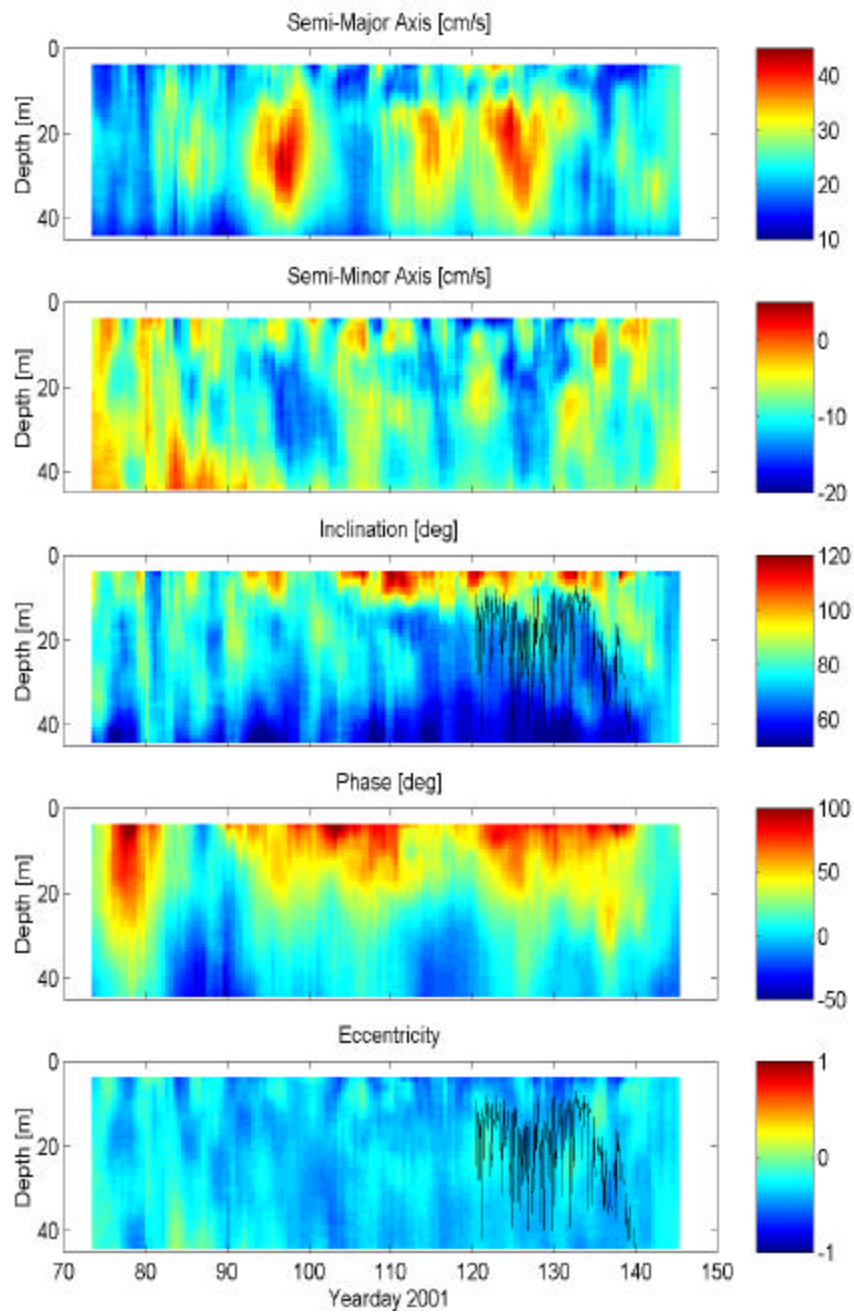 Semi-Major Axis [cm/s]
0
20
40
Depth [m]
40
30
20
10
Semi-Minor Axis [cm/s]
0
20
40
Depth [m]
0
-10
-20
Inclination [deg]
0
20
40
Depth [m]
120
100
80
60
Phase [deg]
0
20
40
Depth [m]
100
50
0
-50
Eccentricity
0
20
40
Depth [m]
1
0
-1
70 80 90 100 110 120 130 140 150
Yearday 2001